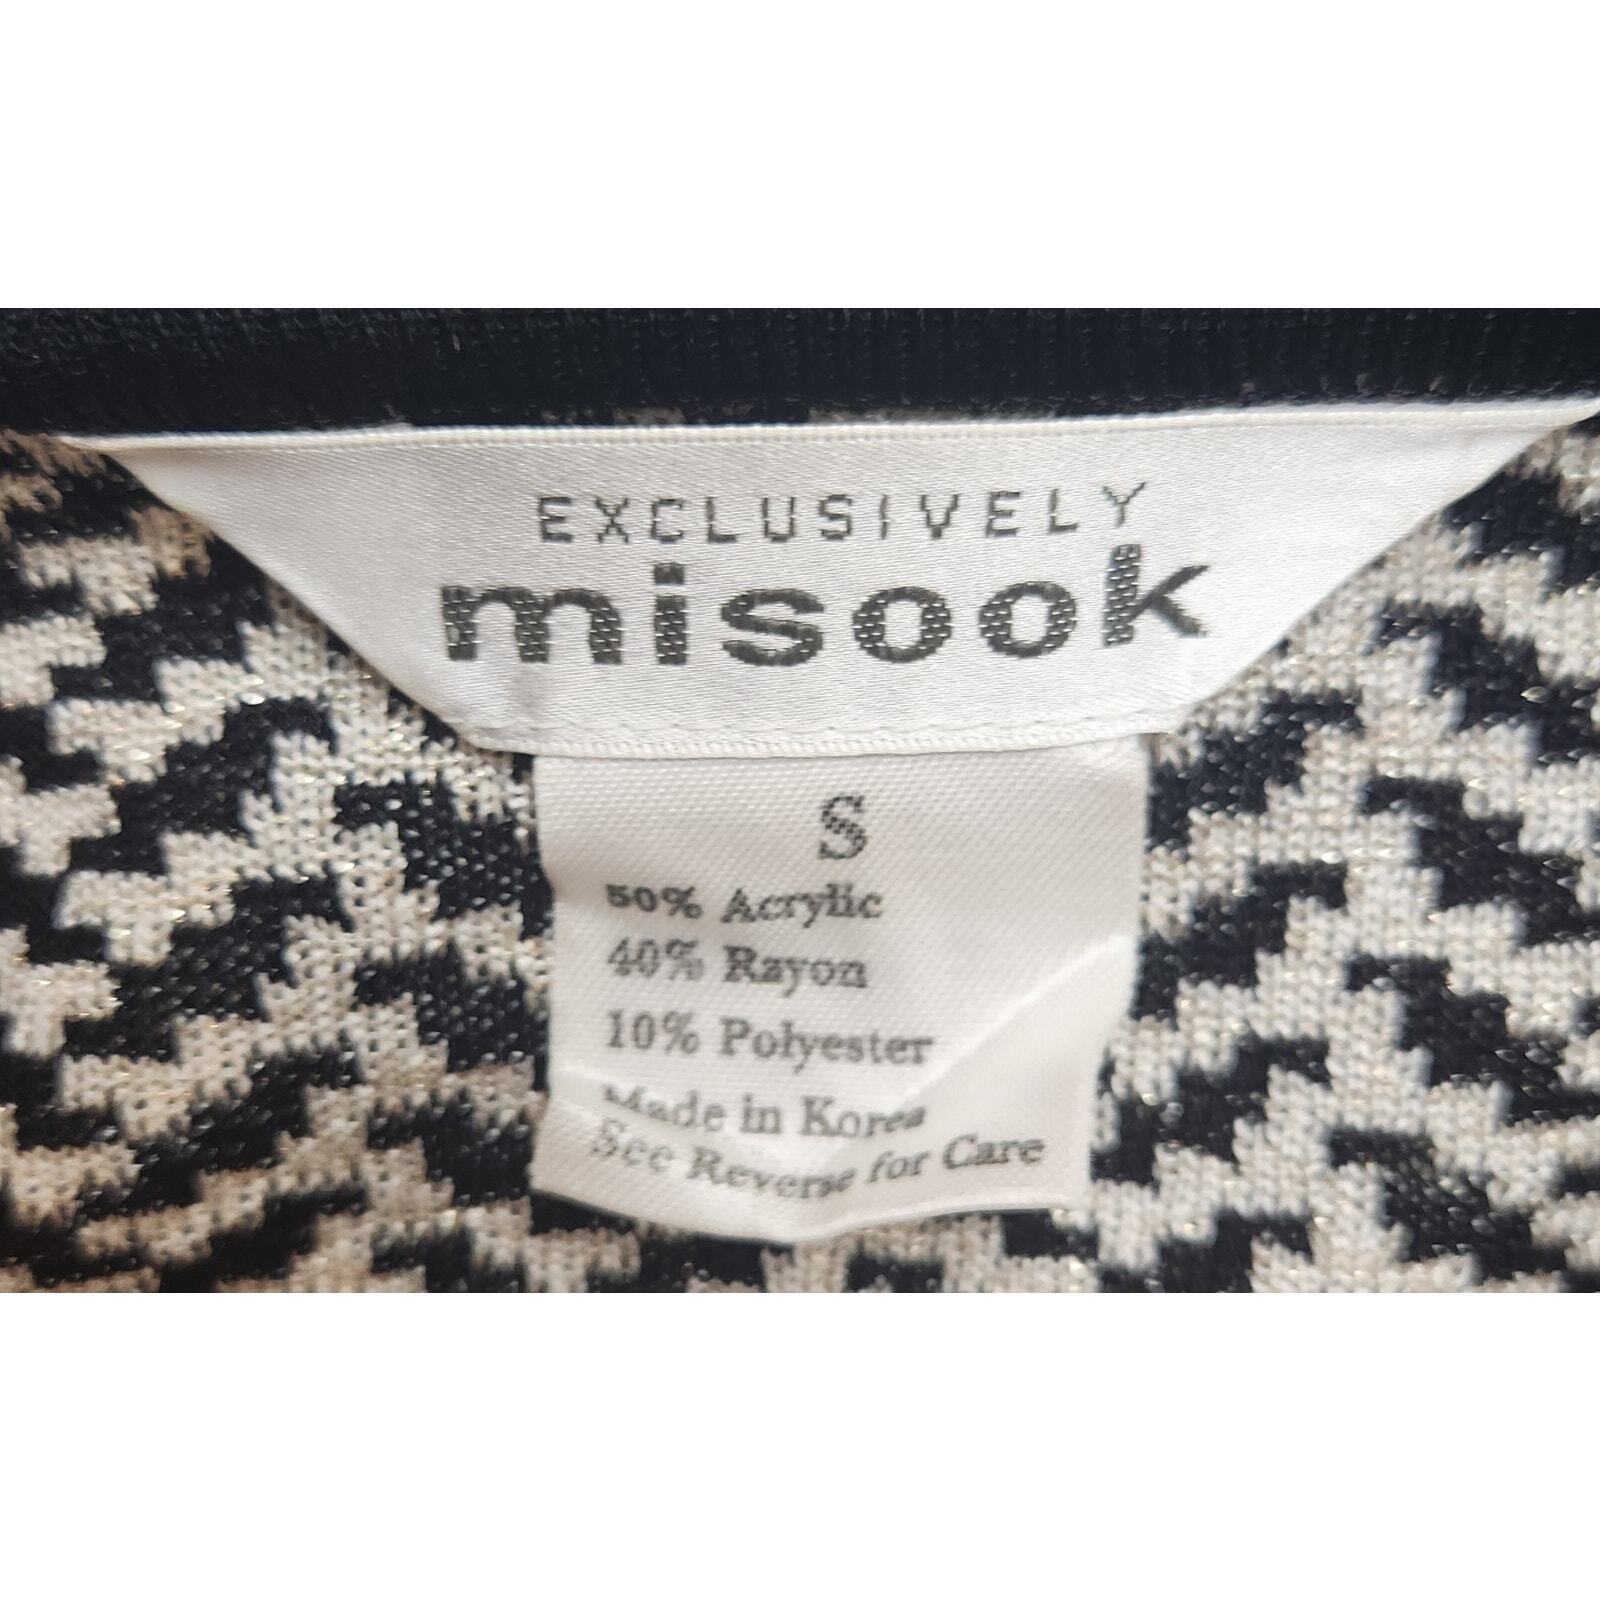 EXCLUSIVELY
misook
S
50% Acrylic
40% Rayon
10% Polyester
Made in Korea
See Reverse for Care